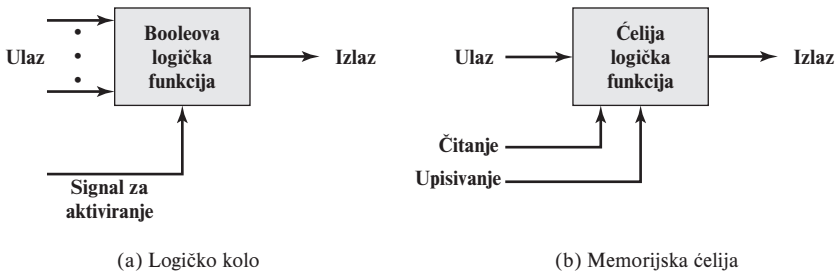 Ulaz
Booleova
logička
funkcija
Izlaz
Signal za
aktiviranje
(a) Logičko kolo
Ulaz
Ćelija
logička
funkcija
Izlaz
Čitanje
Upisivanje
(b) Memorijska ćelija